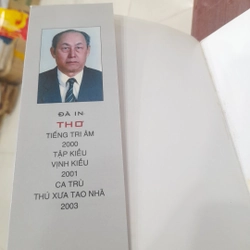 ĐÃ IN
THƠ
TIẾNG TRI ÂM
2000
TẬP KIỀU
VỊNH KIỀU
2001
CA TRÙ
THÚ XƯA TAO NHÃ
2003